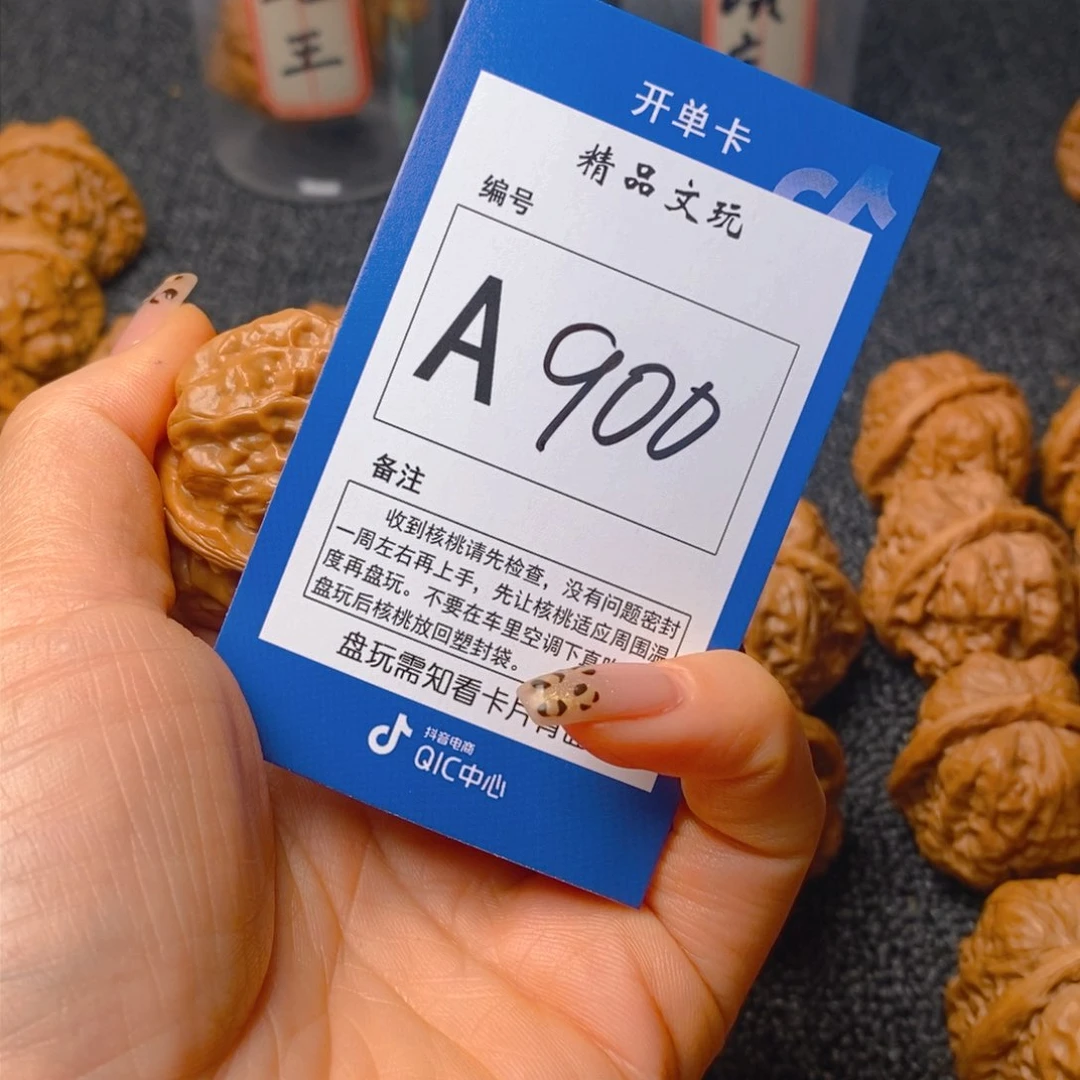 王
开单卡
精品文玩
编号
A 900
备注
收到核桃请先检查，没有问题密封
一周左右再上手，先让核桃适应周围温
度再盘玩。不要在车里空调下直
盘玩后核桃放回塑封袋。
盘玩需知看卡片背面
抖音电商
QIC中心